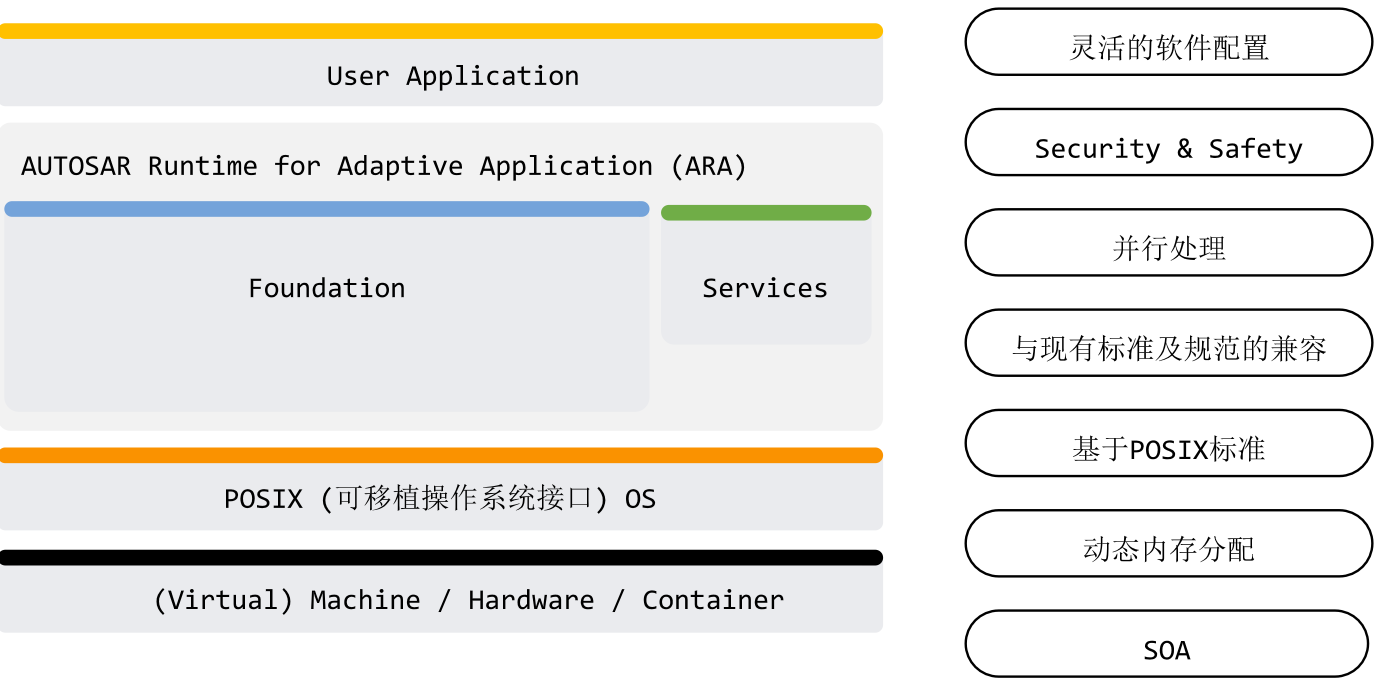 User Application
AUTOSAR Runtime for Adaptive Application (ARA)
Foundation
Services
POSIX (可移植操作系统接口) OS
(Virtual) Machine / Hardware / Container
灵活的软件配置
Security & Safety
并行处理
与现有标准及规范的兼容
基于POSIX标准
动态内存分配
SOA